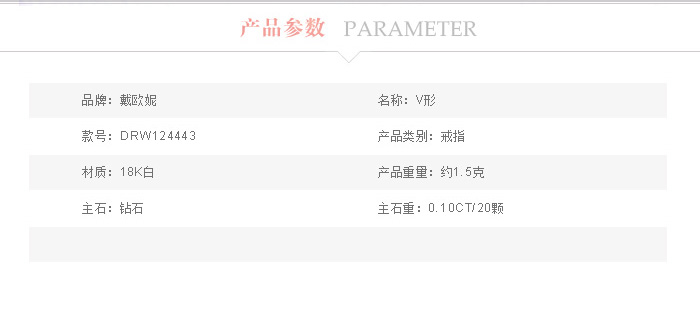 产品参数 PARAMETER
品牌：戴欧妮 名称：V形
款号：DRW124443 产品类别：戒指
材质：18K白 产品重量：约1.5克
主石：钻石 主石重：0.10CT/20颗